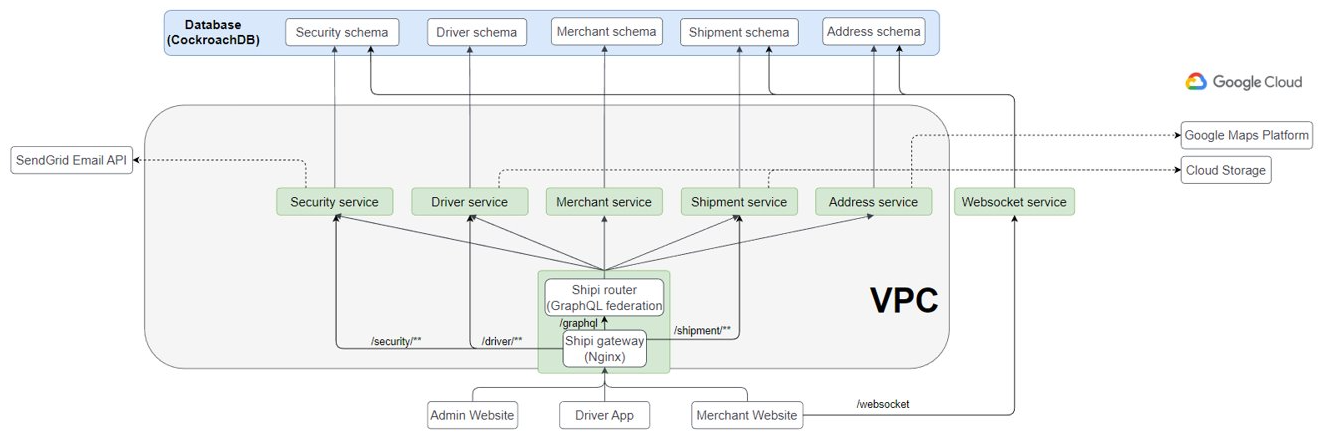 Database
(CockroachDB)
Security schema
Driver schema
Merchant schema
Shipment schema
Address schema
Google Cloud
Google Maps Platform
SendGrid Email API
Cloud Storage
Security service
Driver service
Merchant service
Shipment service
Address service
Websocket service
Shipi router
(GraphQL federation
VPC
/graphql
/shipment/**
/security/**
/driver/**
Shipi gateway
(Nginx)
Admin Website
Driver App
Merchant Website
/websocket